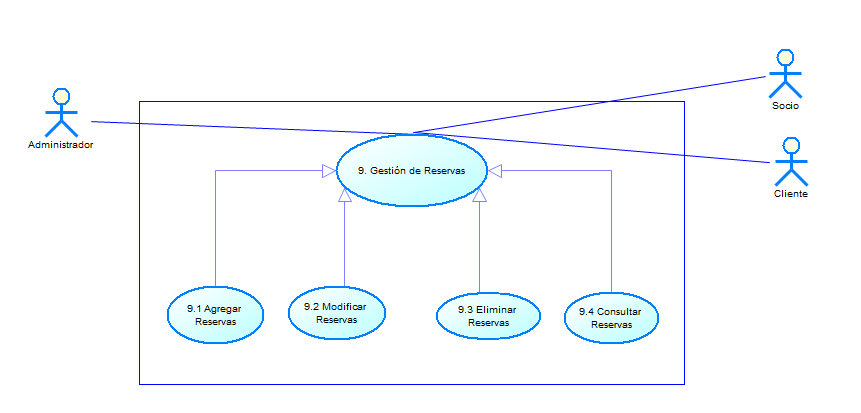 Socio
Administrador
9. Gestión de Reservas
Cliente
9.1 Agregar
Reservas
9.2 Modificar
Reservas
9.3 Eliminar
Reservas
9.4 Consultar
Reservas